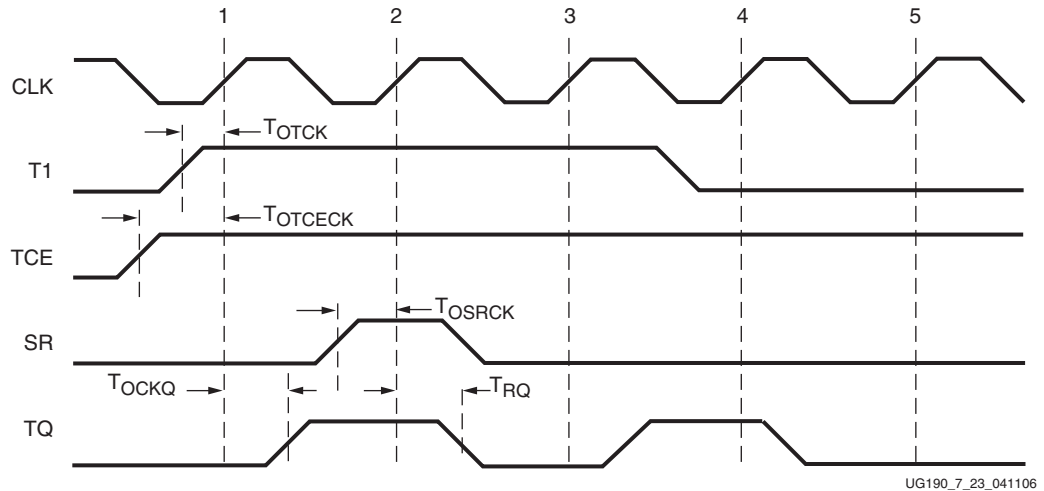 1 2 3 4 5
CLK
TOTCK
T1
TOTCECK
TCE
TOSRCK
SR
TOCKQ TRQ
TQ
UG190_7_23_041106